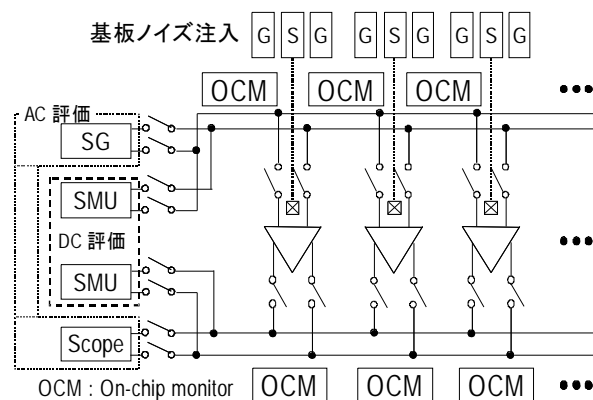 基板ノイズ注入 G S G G S G G S G
OCM OCM OCM •••
AC 評価
SG
SMU
DC 評価 •••
SMU
Scope
OCM : On-chip monitor OCM OCM OCM •••